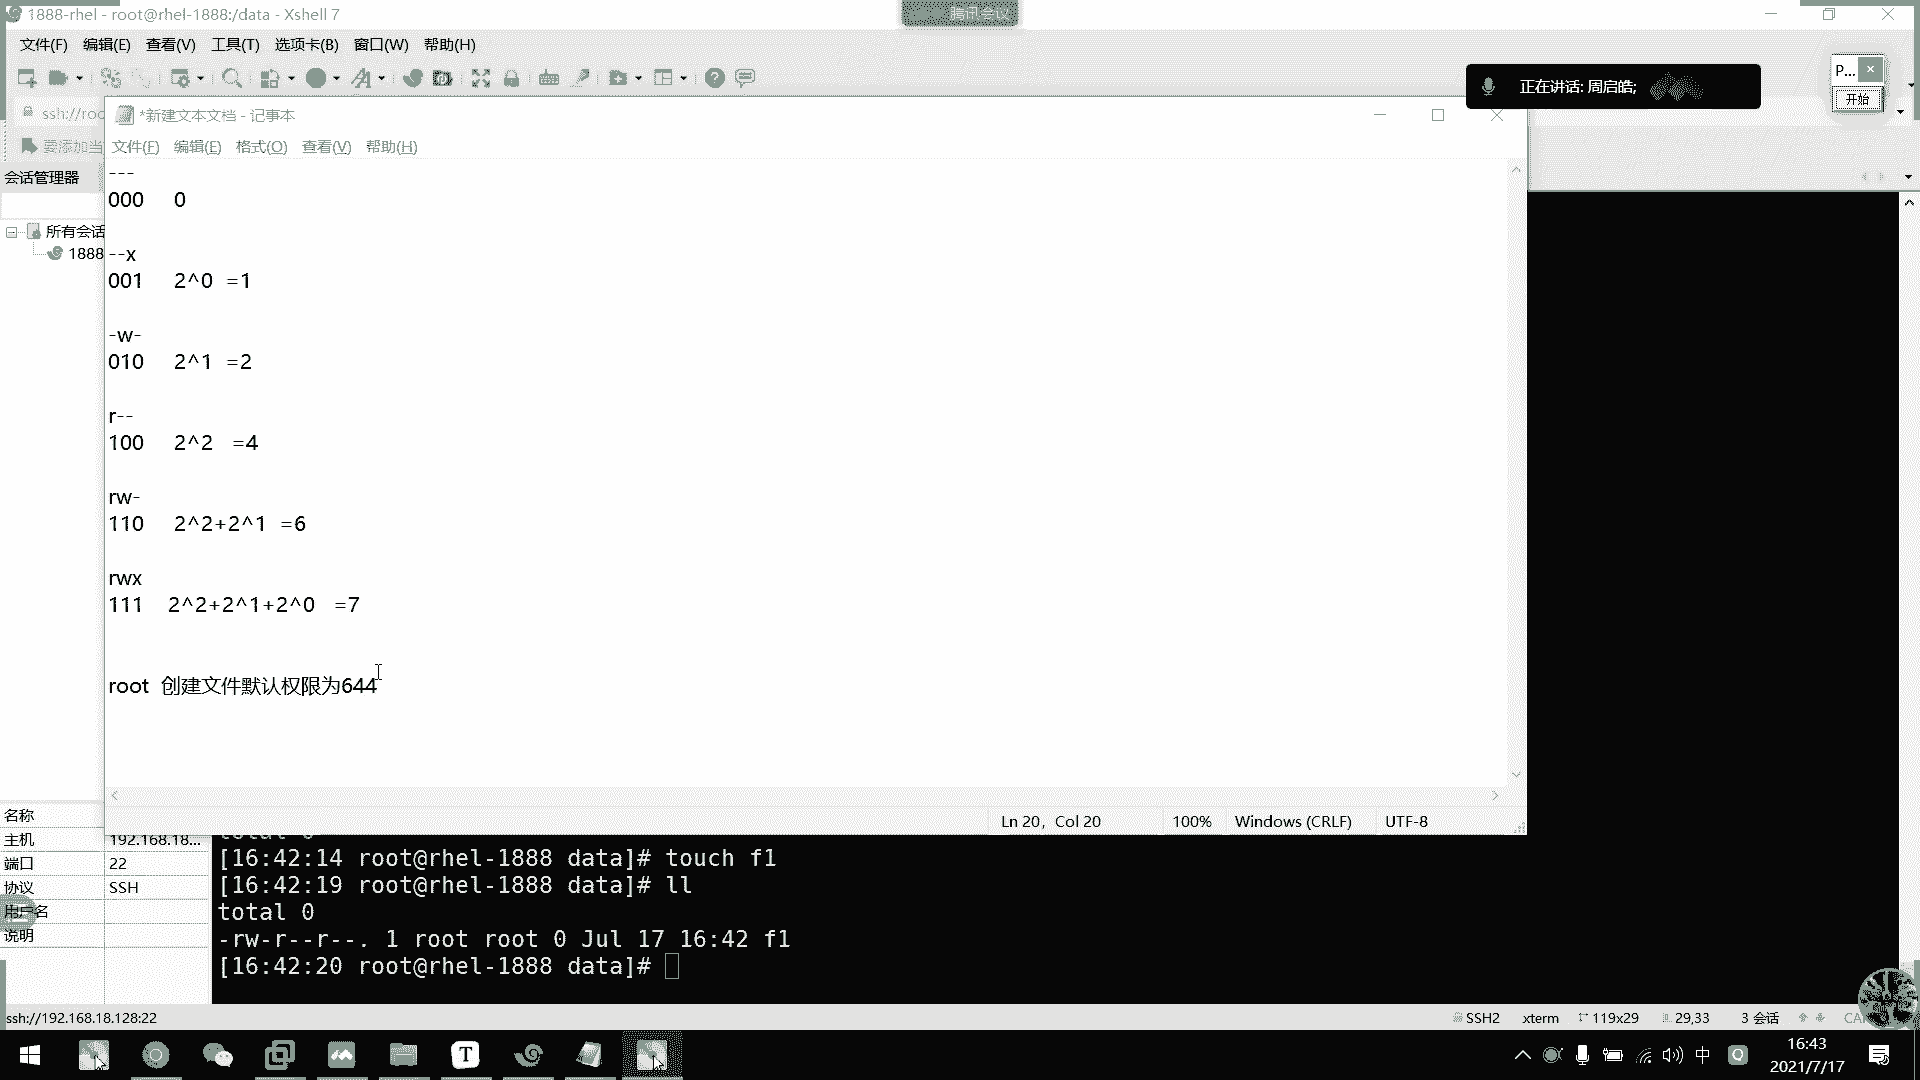 1888-rhel - root@rhel-1888:/data - Xshell 7
腾讯会议
文件(F) 编辑(E) 查看(V) 工具(T) 选项卡(B) 窗口(W) 帮助(H)
P...
正在讲话: 周启皓;
开始
ssh://roo
*新建文本文档 - 记事本
要添加当
文件(F) 编辑(E) 格式(O) 查看(V) 帮助(H)
会话管理器
所有会话
1888
---
000 0
--x
001 2^0 =1
-w-
010 2^1 =2
r--
100 2^2 =4
rw-
110 2^2+2^1 =6
rwx
111 2^2+2^1+2^0 =7
root 创建文件默认权限为644
Ln 20, Col 20 100% Windows (CRLF) UTF-8
名称
主机 192.168.18...
端口 22
协议 SSH
用户名
说明
total 0
[16:42:14 root@rhel-1888 data]# touch f1
[16:42:19 root@rhel-1888 data]# ll
total 0
-rw-r--r--. 1 root root 0 Jul 17 16:42 f1
[16:42:20 root@rhel-1888 data]#
ssh://192.168.18.128:22
SSH2 xterm 119x29 29,33 3 会话
中
16:43
2021/7/17